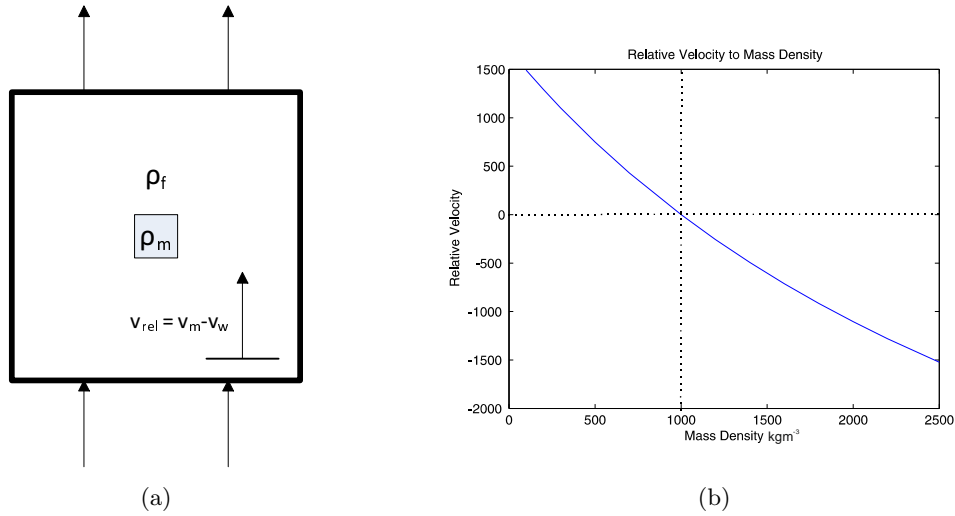 ρf
ρm
vrel = vm-vw
(a)
Relative Velocity to Mass Density
Relative Velocity
1500
1000
500
0
-500
-1000
-1500
-2000
0 500 1000 1500 2000 2500
Mass Density kgm-3
(b)